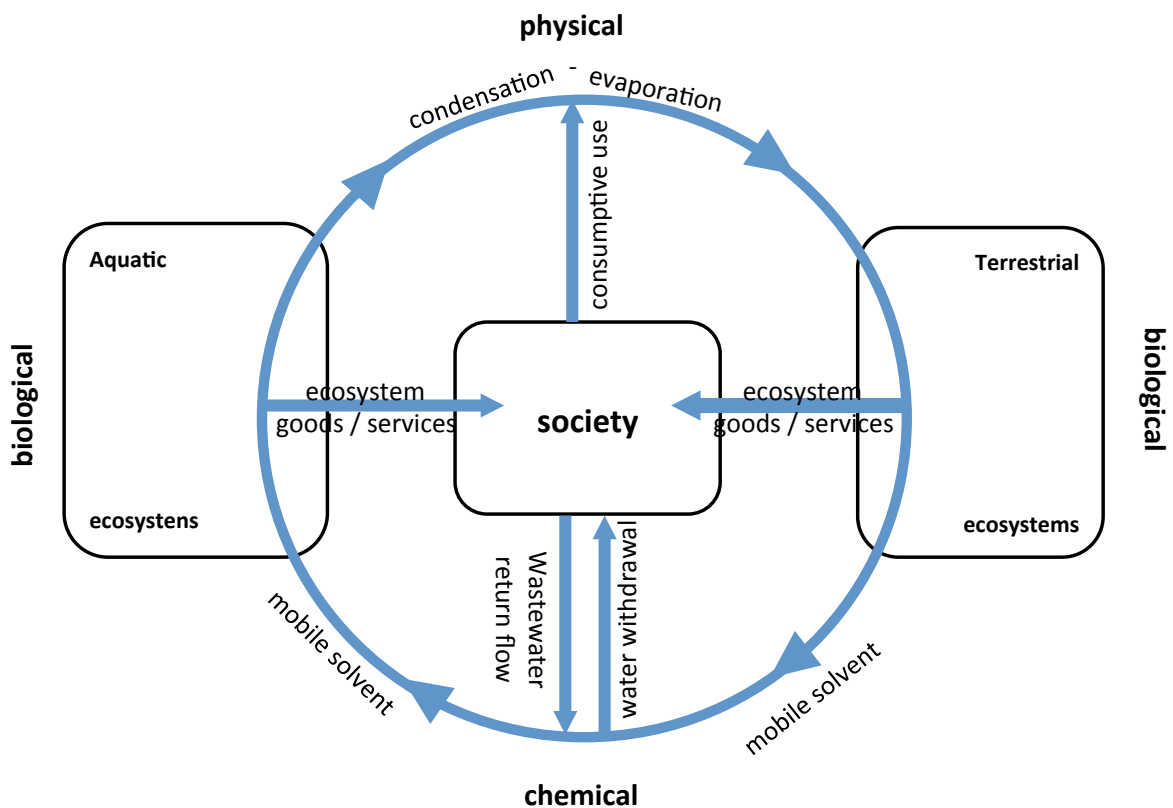 physical
condensation - evaporation
consumptive use
Aquatic
Terrestrial
biological
biological
ecosystem
goods / services
society
ecosystem
goods / services
ecosystens
ecosystems
Wastewater
return flow
water withdrawal
mobile solvent
mobile solvent
chemical